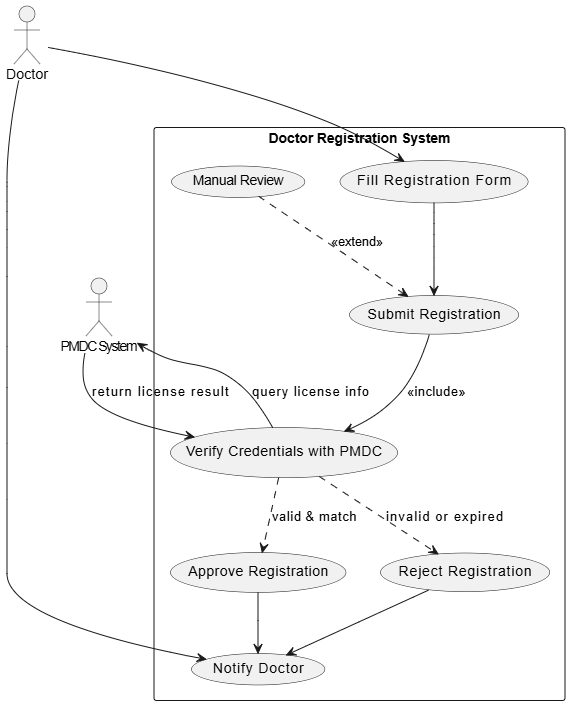 Doctor
Doctor Registration System
Manual Review
Fill Registration Form
«extend»
Submit Registration
PMDC System
return license result
query license info
«include»
Verify Credentials with PMDC
valid & match
invalid or expired
Approve Registration
Reject Registration
Notify Doctor